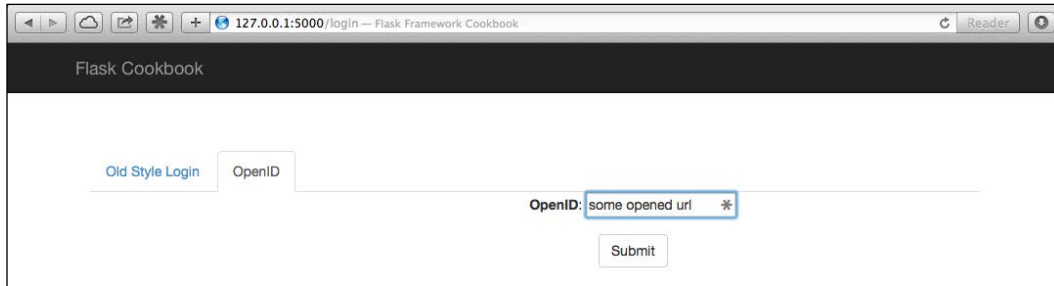 127.0.0.1:5000/login — Flask Framework Cookbook
Reader
Flask Cookbook
Old Style Login
OpenID
OpenID: some opened url
Submit